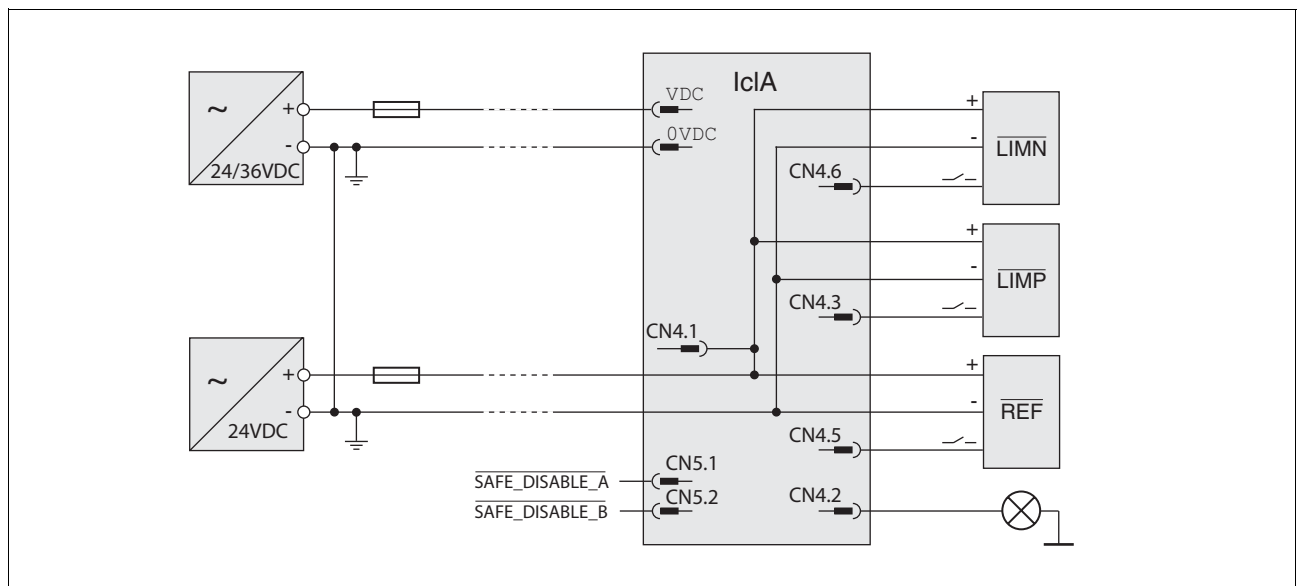 IclA
~
+
-
24/36VDC
VDC
0VDC
+
-
LIMN
CN4.6
+
-
LIMP
CN4.3
CN4.1
~
+
-
24VDC
+
-
REF
CN4.5
CN5.1
SAFE_DISABLE_A
CN5.2
SAFE_DISABLE_B
CN4.2